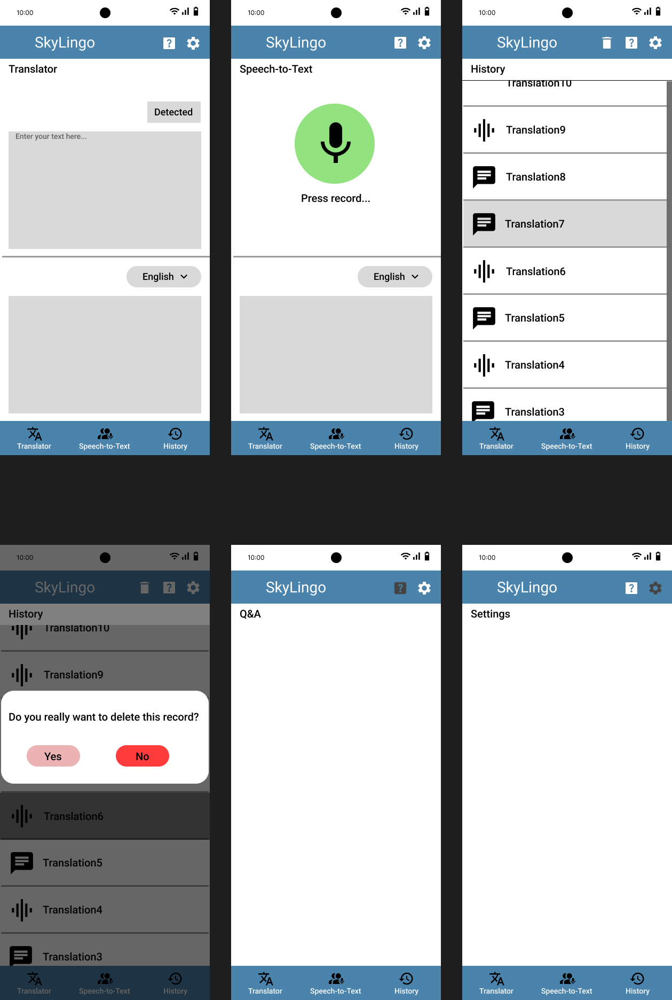 10:00
SkyLingo
Translator
Detected
Enter your text here...
English
Translator
Speech-to-Text
History
10:00
SkyLingo
Speech-to-Text
Press record...
English
Translator
Speech-to-Text
History
10:00
SkyLingo
History
Translation10
Translation9
Translation8
Translation7
Translation6
Translation5
Translation4
Translation3
Translator
Speech-to-Text
History
10:00
SkyLingo
History
Translation10
Translation9
Do you really want to delete this record?
Yes
No
Translation6
Translation5
Translation4
Translation3
Translator
Speech-to-Text
History
10:00
SkyLingo
Q&A
Translator
Speech-to-Text
History
10:00
SkyLingo
Settings
Translator
Speech-to-Text
History